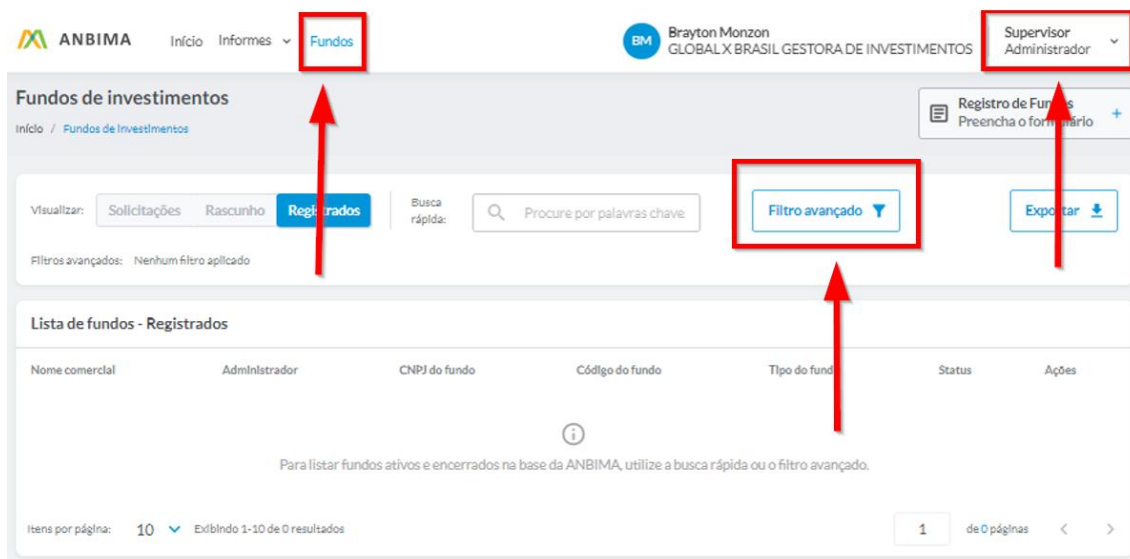 ANBIMA Início Informes Fundos
BM Brayton Monzon
GLOBAL X BRASIL GESTORA DE INVESTIMENTOS
Supervisor
Administrador
Fundos de investimentos
Início / Fundos de Investimentos
Registro de Fundos
Preencha o formulário +
Visualizar: Solicitações Rascunho Registrados
Busca
rápida:
Procure por palavras chave
Filtro avançado
Exportar
Filtros avançados: Nenhum filtro aplicado
Lista de fundos - Registrados
Nome comercial Administrador CNPJ do fundo Código do fundo Tipo do fundo Status Ações
Para listar fundos ativos e encerrados na base da ANBIMA, utilize a busca rápida ou o filtro avançado.
Itens por página: 10 Exibindo 1-10 de 0 resultados
1 de 0 páginas < >